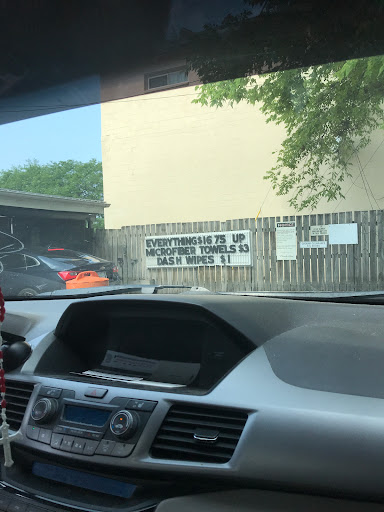 EVERYTHING$16 75 UP
MICROFIBER TOWELS $3
DASH WIPES $1